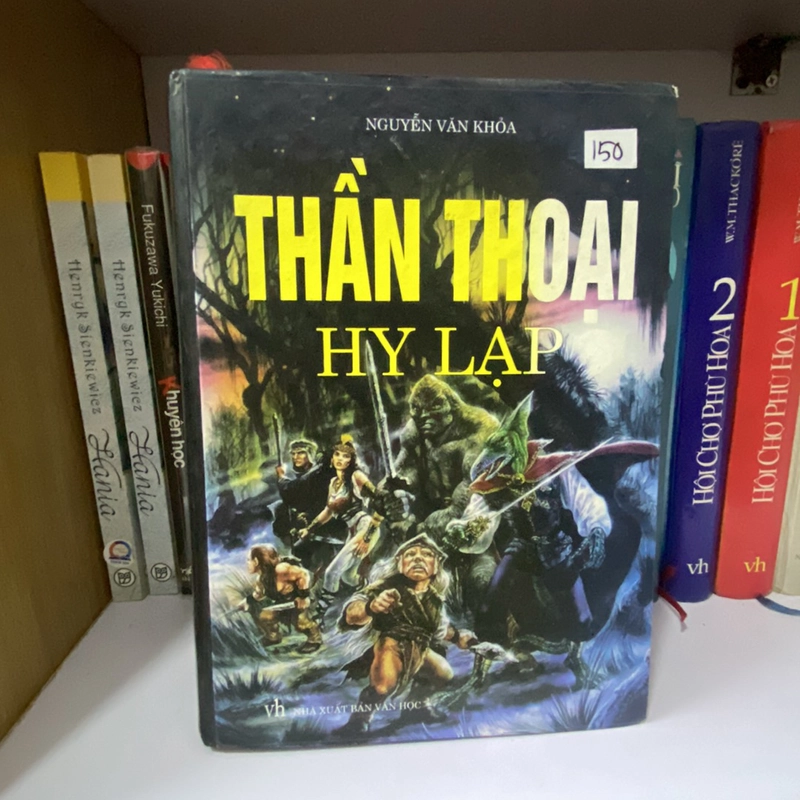 NGUYỄN VĂN KHỎA
150
THẦN THOẠI
HY LẠP
vh NHÀ XUẤT BẢN VĂN HỌC
Henryk Sienkiewicz
Hania
Henryk Sienkiewicz
Hania
Fukuzawa Yukichi
Khuyến học
W.M.THACKƠRE
2
HỘI CHỢ PHÙ HOA
vh
1
HỘI CHỢ PHÙ HOA
vh